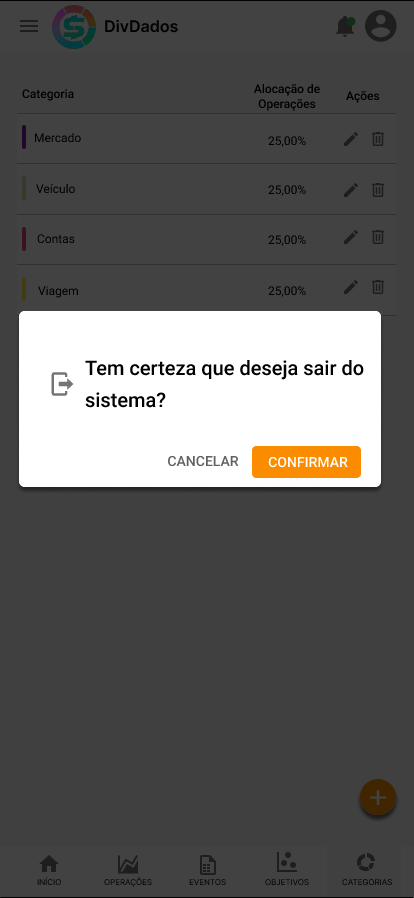 DivDados
Categoria
Alocação de
Operações
Ações
Mercado
25,00%
Veículo
25,00%
Contas
25,00%
Viagem
25,00%
Tem certeza que deseja sair do
sistema?
CANCELAR
CONFIRMAR
INÍCIO
OPERAÇÕES
EVENTOS
OBJETIVOS
CATEGORIAS